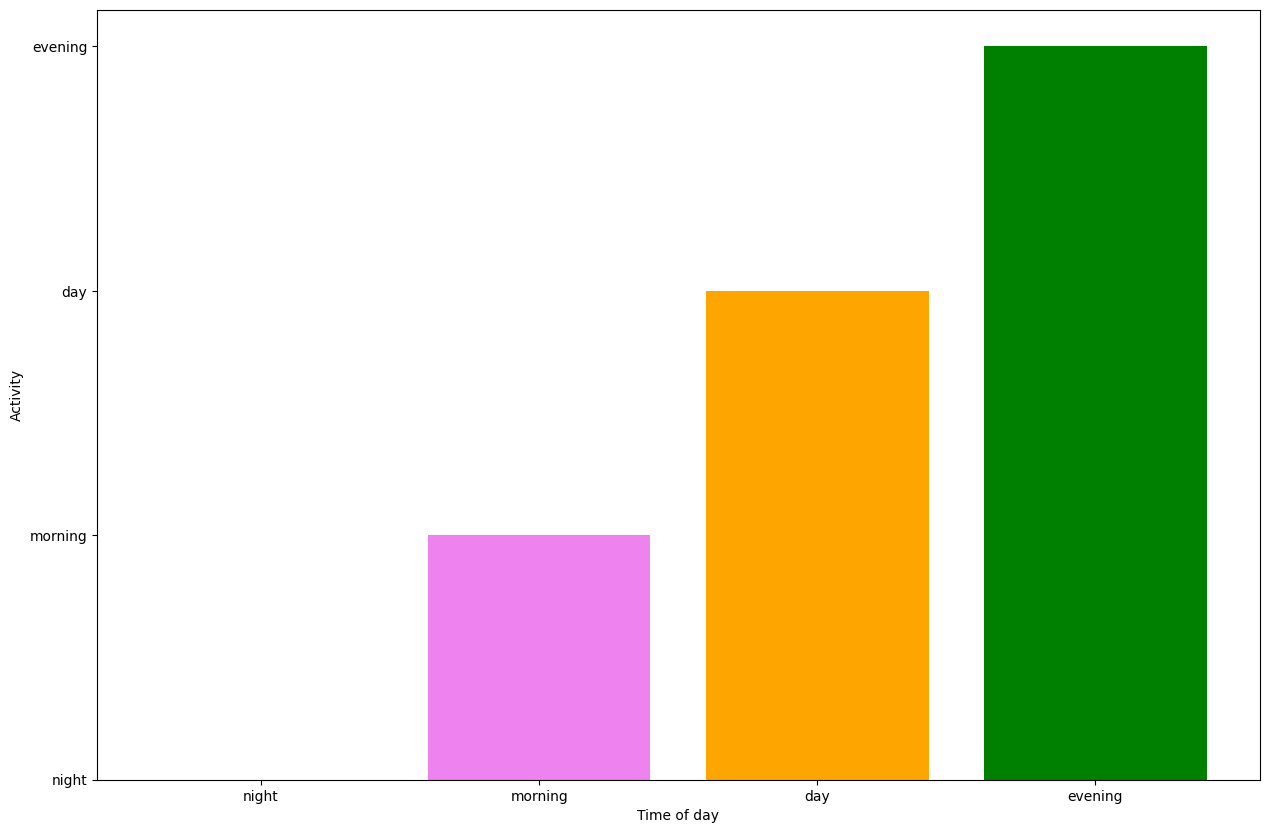 evening
day
morning
night
Activity
night morning day evening
Time of day